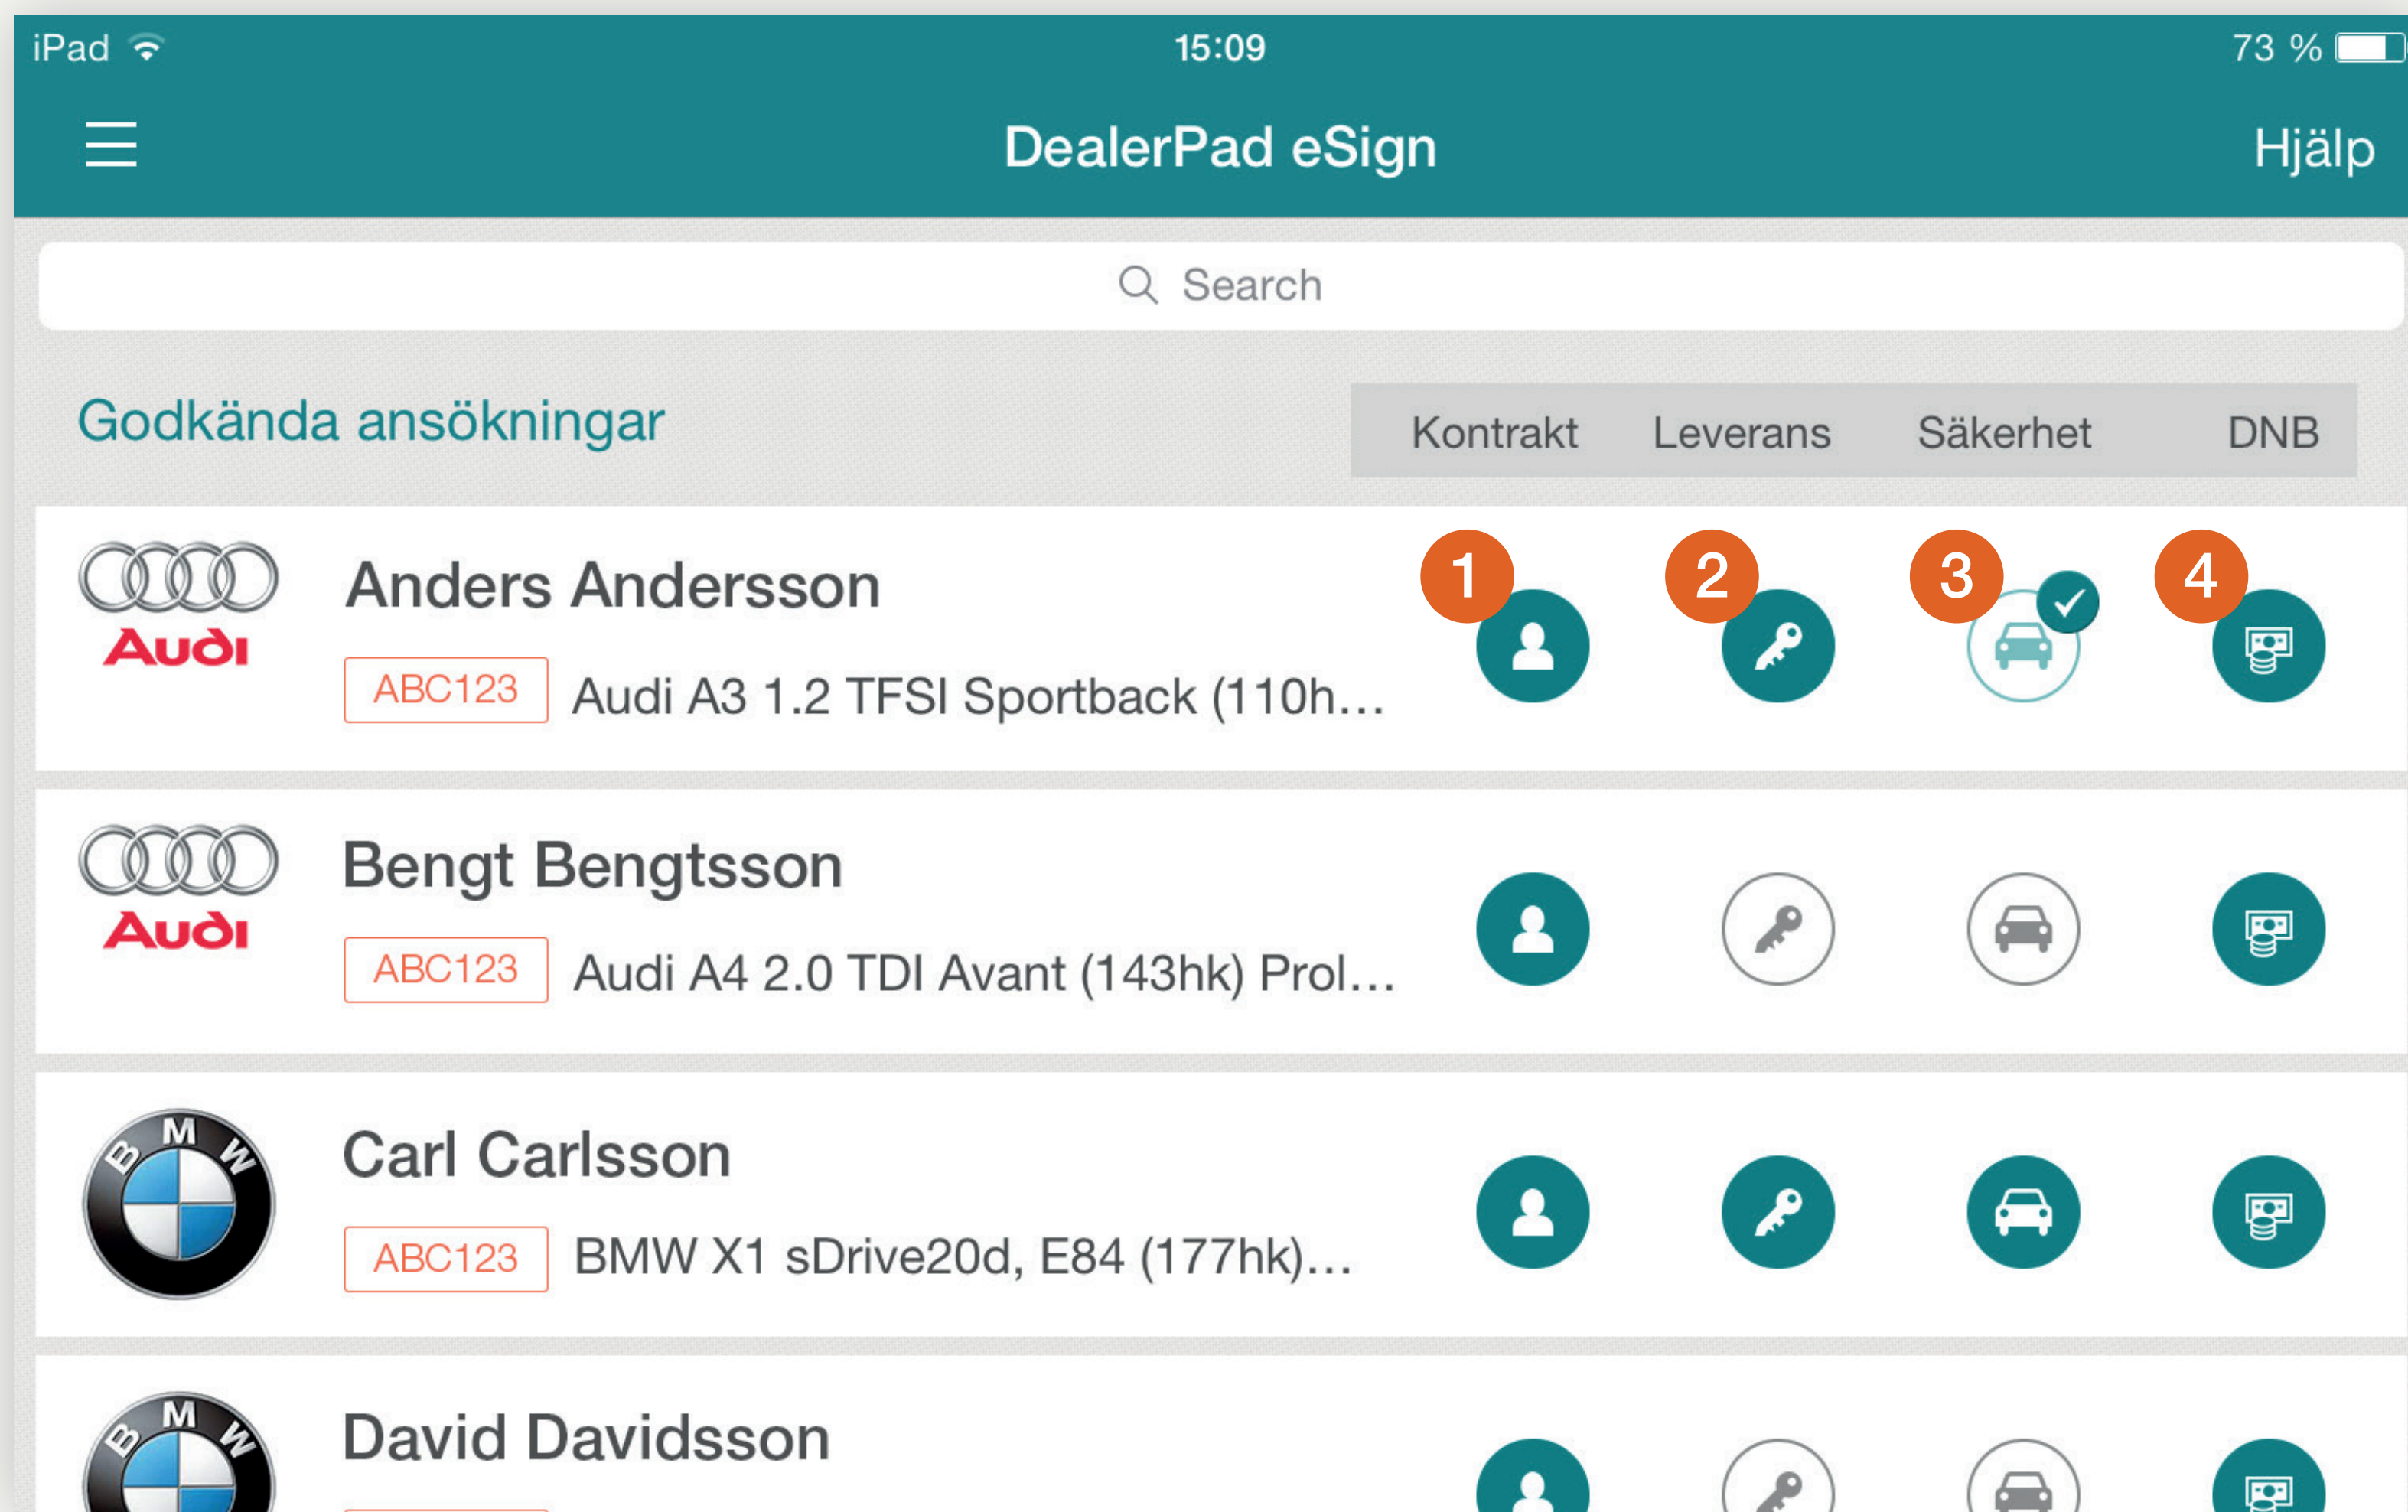 iPad 15:09 73 %
DealerPad eSign Hjälp
Search
Godkända ansökningar Kontrakt Leverans Säkerhet DNB
1 2 3 4
Anders Andersson
Audi
ABC123 Audi A3 1.2 TFSI Sportback (110h...
Bengt Bengtsson
Audi
ABC123 Audi A4 2.0 TDI Avant (143hk) Prol...
BMW
Carl Carlsson
ABC123 BMW X1 sDrive20d, E84 (177hk)...
BMW
David Davidsson